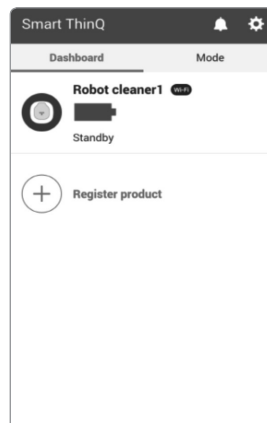 Smart ThinQ
Dashboard Mode
Robot cleaner1 Wi-Fi
Standby
Register product